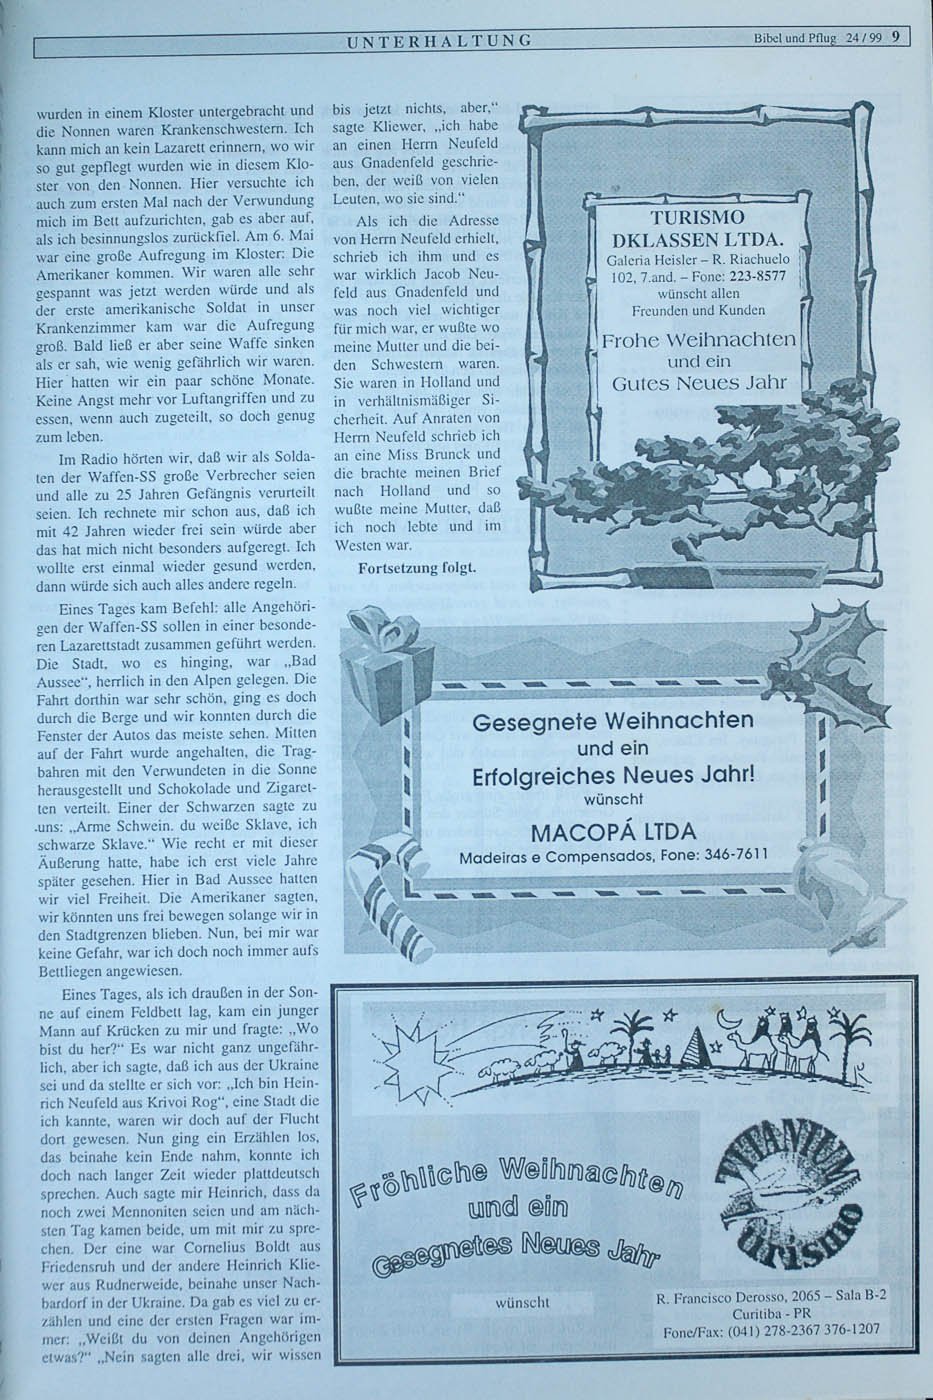 UNTERHALTUNG
Bibel und Pflug 24/99 9
wurden in einem Kloster untergebracht und
die Nonnen waren Krankenschwestern. Ich
kann mich an kein Lazarett erinnern, wo wir
so gut gepflegt wurden wie in diesem Klo-
ster von den Nonnen. Hier versuchte ich
auch zum ersten Mal nach der Verwundung
mich im Bett aufzurichten, gab es aber auf,
als ich besinnungslos zurückfiel. Am 6. Mai
war eine große Aufregung im Kloster: Die
Amerikaner kommen. Wir waren alle sehr
gespannt was jetzt werden würde und als
der erste amerikanische Soldat in unser
Krankenzimmer kam war die Aufregung
groß. Bald ließ er aber seine Waffe sinken
als er sah, wie wenig gefährlich wir waren.
Hier hatten wir ein paar schöne Monate.
Keine Angst mehr vor Luftangriffen und zu
essen, wenn auch zugeteilt, so doch genug
zum leben.
Im Radio hörten wir, daß wir als Solda-
ten der Waffen-SS große Verbrecher seien
und alle zu 25 Jahren Gefängnis verurteilt
seien. Ich rechnete mir schon aus, daß ich
mit 42 Jahren wieder frei sein würde aber
das hat mich nicht besonders aufgeregt. Ich
wollte erst einmal wieder gesund werden,
dann würde sich auch alles andere regeln.
Eines Tages kam Befehl: alle Angehöri-
gen der Waffen-SS sollen in einer besonde-
ren Lazarettstadt zusammen geführt werden.
Die Stadt, wo es hinging, war „Bad
Aussee“, herrlich in den Alpen gelegen. Die
Fahrt dorthin war sehr schön, ging es doch
durch die Berge und wir konnten durch die
Fenster der Autos das meiste sehen. Mitten
auf der Fahrt wurde angehalten, die Trag-
bahren mit den Verwundeten in die Sonne
herausgestellt und Schokolade und Zigaret-
ten verteilt. Einer der Schwarzen sagte zu
uns: „Arme Schwein. du weiße Sklave, ich
schwarze Sklave.“ Wie recht er mit dieser
Äußerung hatte, habe ich erst viele Jahre
später gesehen. Hier in Bad Aussee hatten
wir viel Freiheit. Die Amerikaner sagten,
wir könnten uns frei bewegen solange wir in
den Stadtgrenzen blieben. Nun, bei mir war
keine Gefahr, war ich doch noch immer aufs
Bettliegen angewiesen.
Eines Tages, als ich draußen in der Son-
ne auf einem Feldbett lag, kam ein junger
Mann auf Krücken zu mir und fragte: „Wo
bist du her?“ Es war nicht ganz ungefähr-
lich, aber ich sagte, daß ich aus der Ukraine
sei und da stellte er sich vor: „Ich bin Hein-
rich Neufeld aus Krivoi Rog“, eine Stadt die
ich kannte, waren wir doch auf der Flucht
dort gewesen. Nun ging ein Erzählen los,
das beinahe kein Ende nahm, konnte ich
doch nach langer Zeit wieder plattdeutsch
sprechen. Auch sagte mir Heinrich, dass da
noch zwei Mennoniten seien und am näch-
sten Tag kamen beide, um mit mir zu spre-
chen. Der eine war Cornelius Boldt aus
Friedensruh und der andere Heinrich Klie-
wer aus Rudnerweide, beinahe unser Nach-
bardorf in der Ukraine. Da gab es viel zu er-
zählen und eine der ersten Fragen war im-
mer: „Weißt du von deinen Angehörigen
etwas?“ „Nein sagten alle drei, wir wissen
bis jetzt nichts, aber,“
sagte Kliewer, „ich habe
an einen Herrn Neufeld
aus Gnadenfeld geschrie-
ben, der weiß von vielen
Leuten, wo sie sind.“
Als ich die Adresse
von Herrn Neufeld erhielt,
schrieb ich ihm und es
war wirklich Jacob Neu-
feld aus Gnadenfeld und
was noch viel wichtiger
für mich war, er wußte wo
meine Mutter und die bei-
den Schwestern waren.
Sie waren in Holland und
in verhältnismäßiger Si-
cherheit. Auf Anraten von
Herrn Neufeld schrieb ich
an eine Miss Brunck und
die brachte meinen Brief
nach Holland und so
wußte meine Mutter, daß
ich noch lebte und im
Westen war.
Fortsetzung folgt.
TURISMO
DKLASSEN LTDA.
Galeria Heisler – R. Riachuelo
102, 7.and. – Fone: 223-8577
wünscht allen
Freunden und Kunden
Frohe Weihnachten
und ein
Gutes Neues Jahr
Gesegnete Weihnachten
und ein
Erfolgreiches Neues Jahr!
wünscht
MACOPÁ LTDA
Madeiras e Compensados, Fone: 346-7611
Fröhliche Weihnachten
und ein
Gesegnetes Neues Jahr
wünscht
TITANIUM
turismo
R. Francisco Derosso, 2065 – Sala B-2
Curitiba - PR
Fone/Fax: (041) 278-2367 376-1207